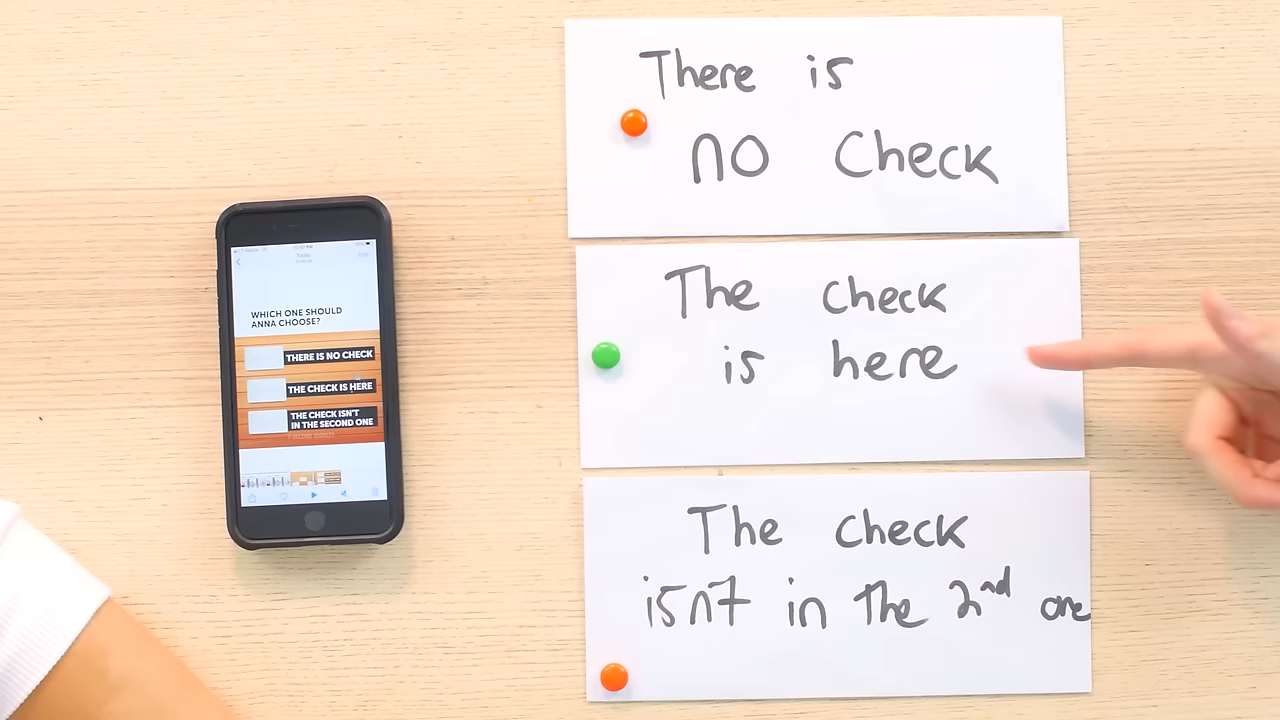 There is
no check
The check
is here
The check
isn't in the 2nd one
WHICH ONE SHOULD
ANNA CHOOSE?
THERE IS NO CHECK
THE CHECK IS HERE
THE CHECK ISN'T
IN THE SECOND ONE